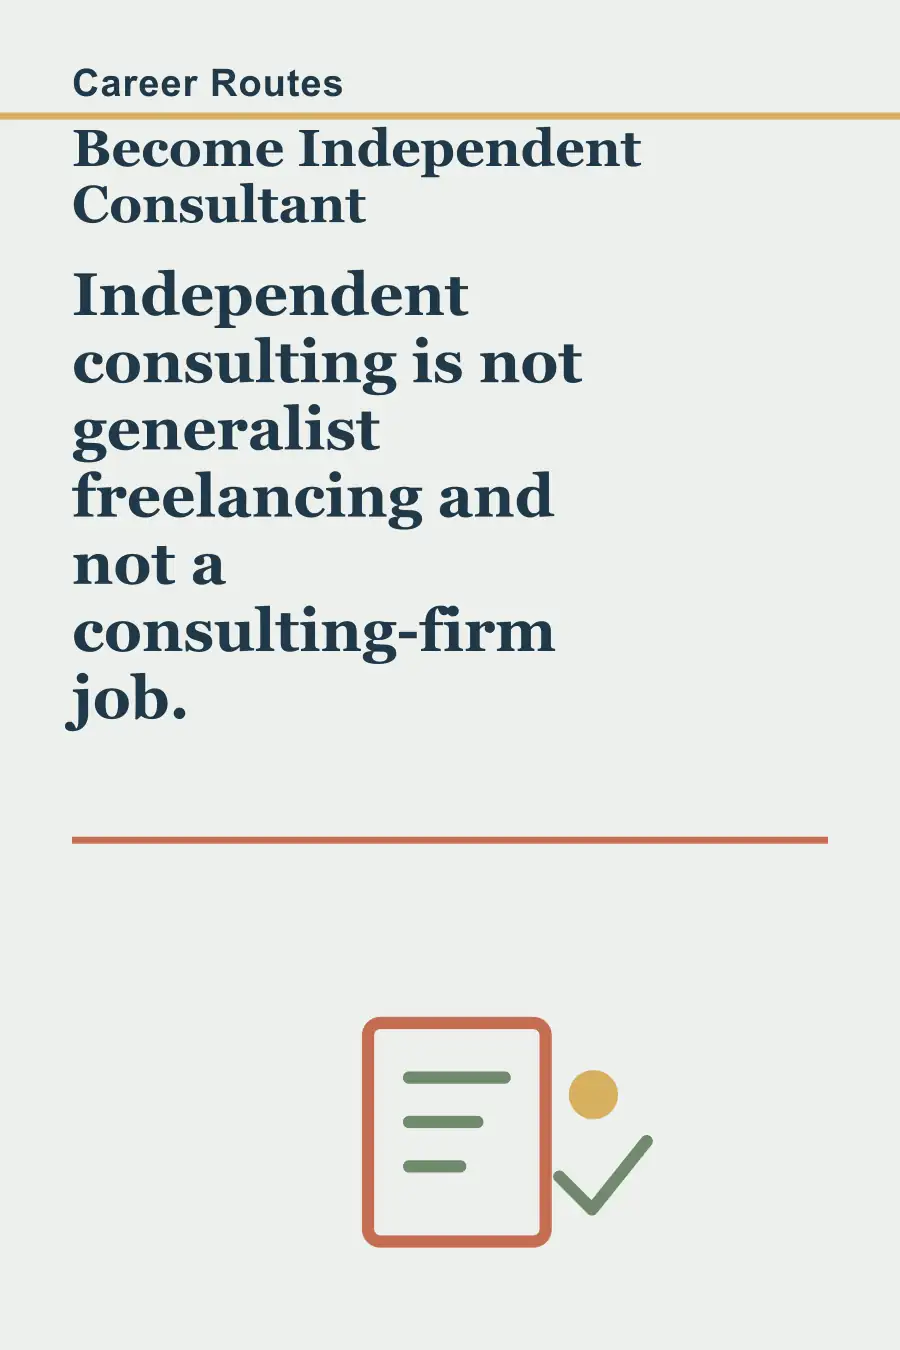 Career Routes
Become Independent
Consultant
Independent
consulting is not
generalist
freelancing and
not a
consulting-firm
job.